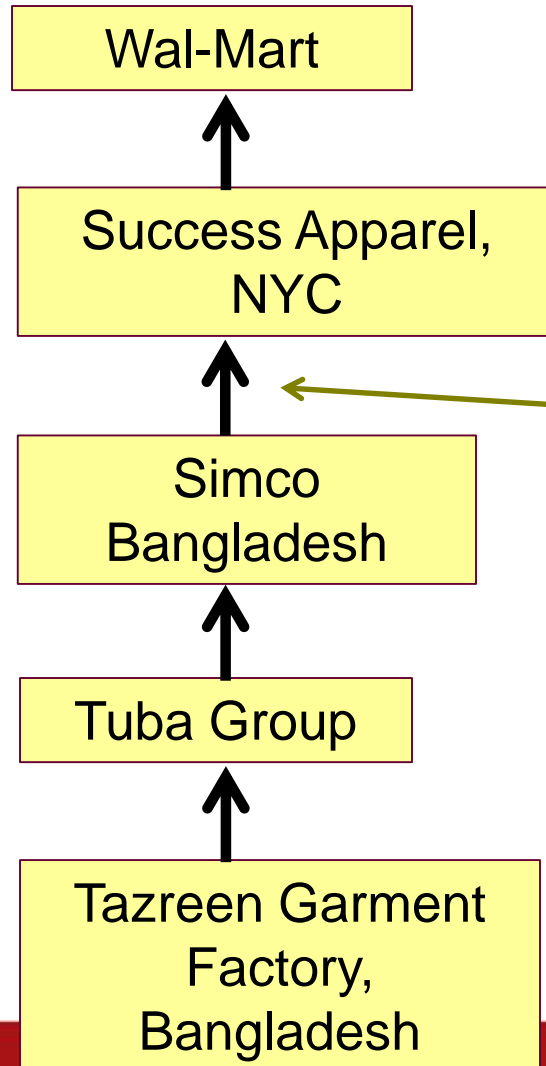 Wal-Mart
Success Apparel,
NYC
Simco
Bangladesh
Tuba Group
Tazreen Garment
Factory,
Bangladesh